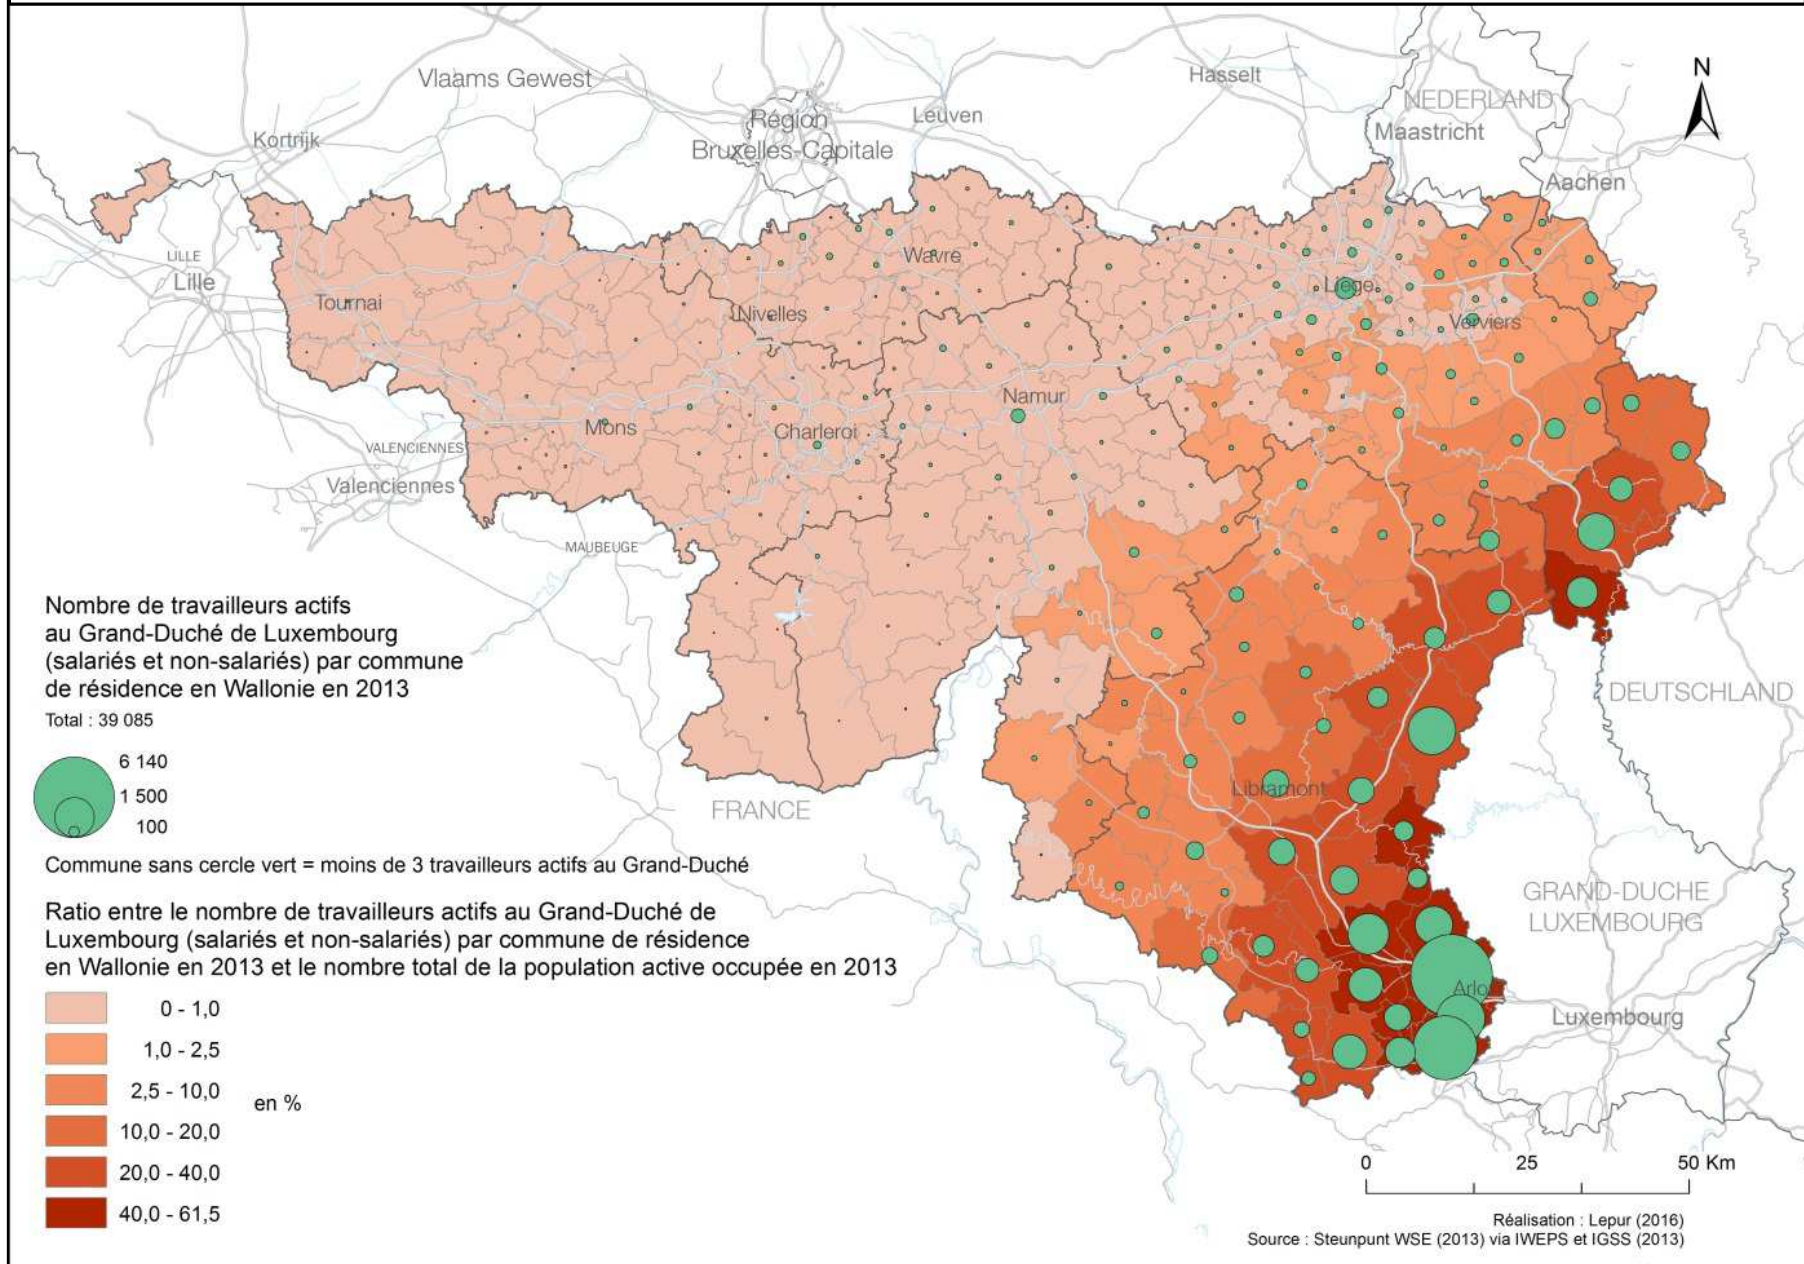 Vlaams Gewest
Hasselt
N
NEDERLAND
Région
Bruxelles-Capitale
Leuven
Maastricht
Kortrijk
Aachen
LILLE
Lille
Wavre
Tournai
Nivelles
Liège
Verviers
Namur
Mons
Charleroi
VALENCIENNES
Valenciennes
MAUBEUGE
Nombre de travailleurs actifs
au Grand-Duché de Luxembourg
(salariés et non-salariés) par commune
de résidence en Wallonie en 2013
Total : 39 085
6 140
1 500
100
DEUTSCHLAND
FRANCE
Libramont
Commune sans cercle vert = moins de 3 travailleurs actifs au Grand-Duché
GRAND-DUCHE
LUXEMBOURG
Ratio entre le nombre de travailleurs actifs au Grand-Duché de
Luxembourg (salariés et non-salariés) par commune de résidence
en Wallonie en 2013 et le nombre total de la population active occupée en 2013
Arlo
Luxembourg
0 - 1,0
1,0 - 2,5
2,5 - 10,0
en %
10,0 - 20,0
20,0 - 40,0
40,0 - 61,5
0 25 50 Km
Réalisation : Lepur (2016)
Source : Steunpunt WSE (2013) via IWEPS et IGSS (2013)